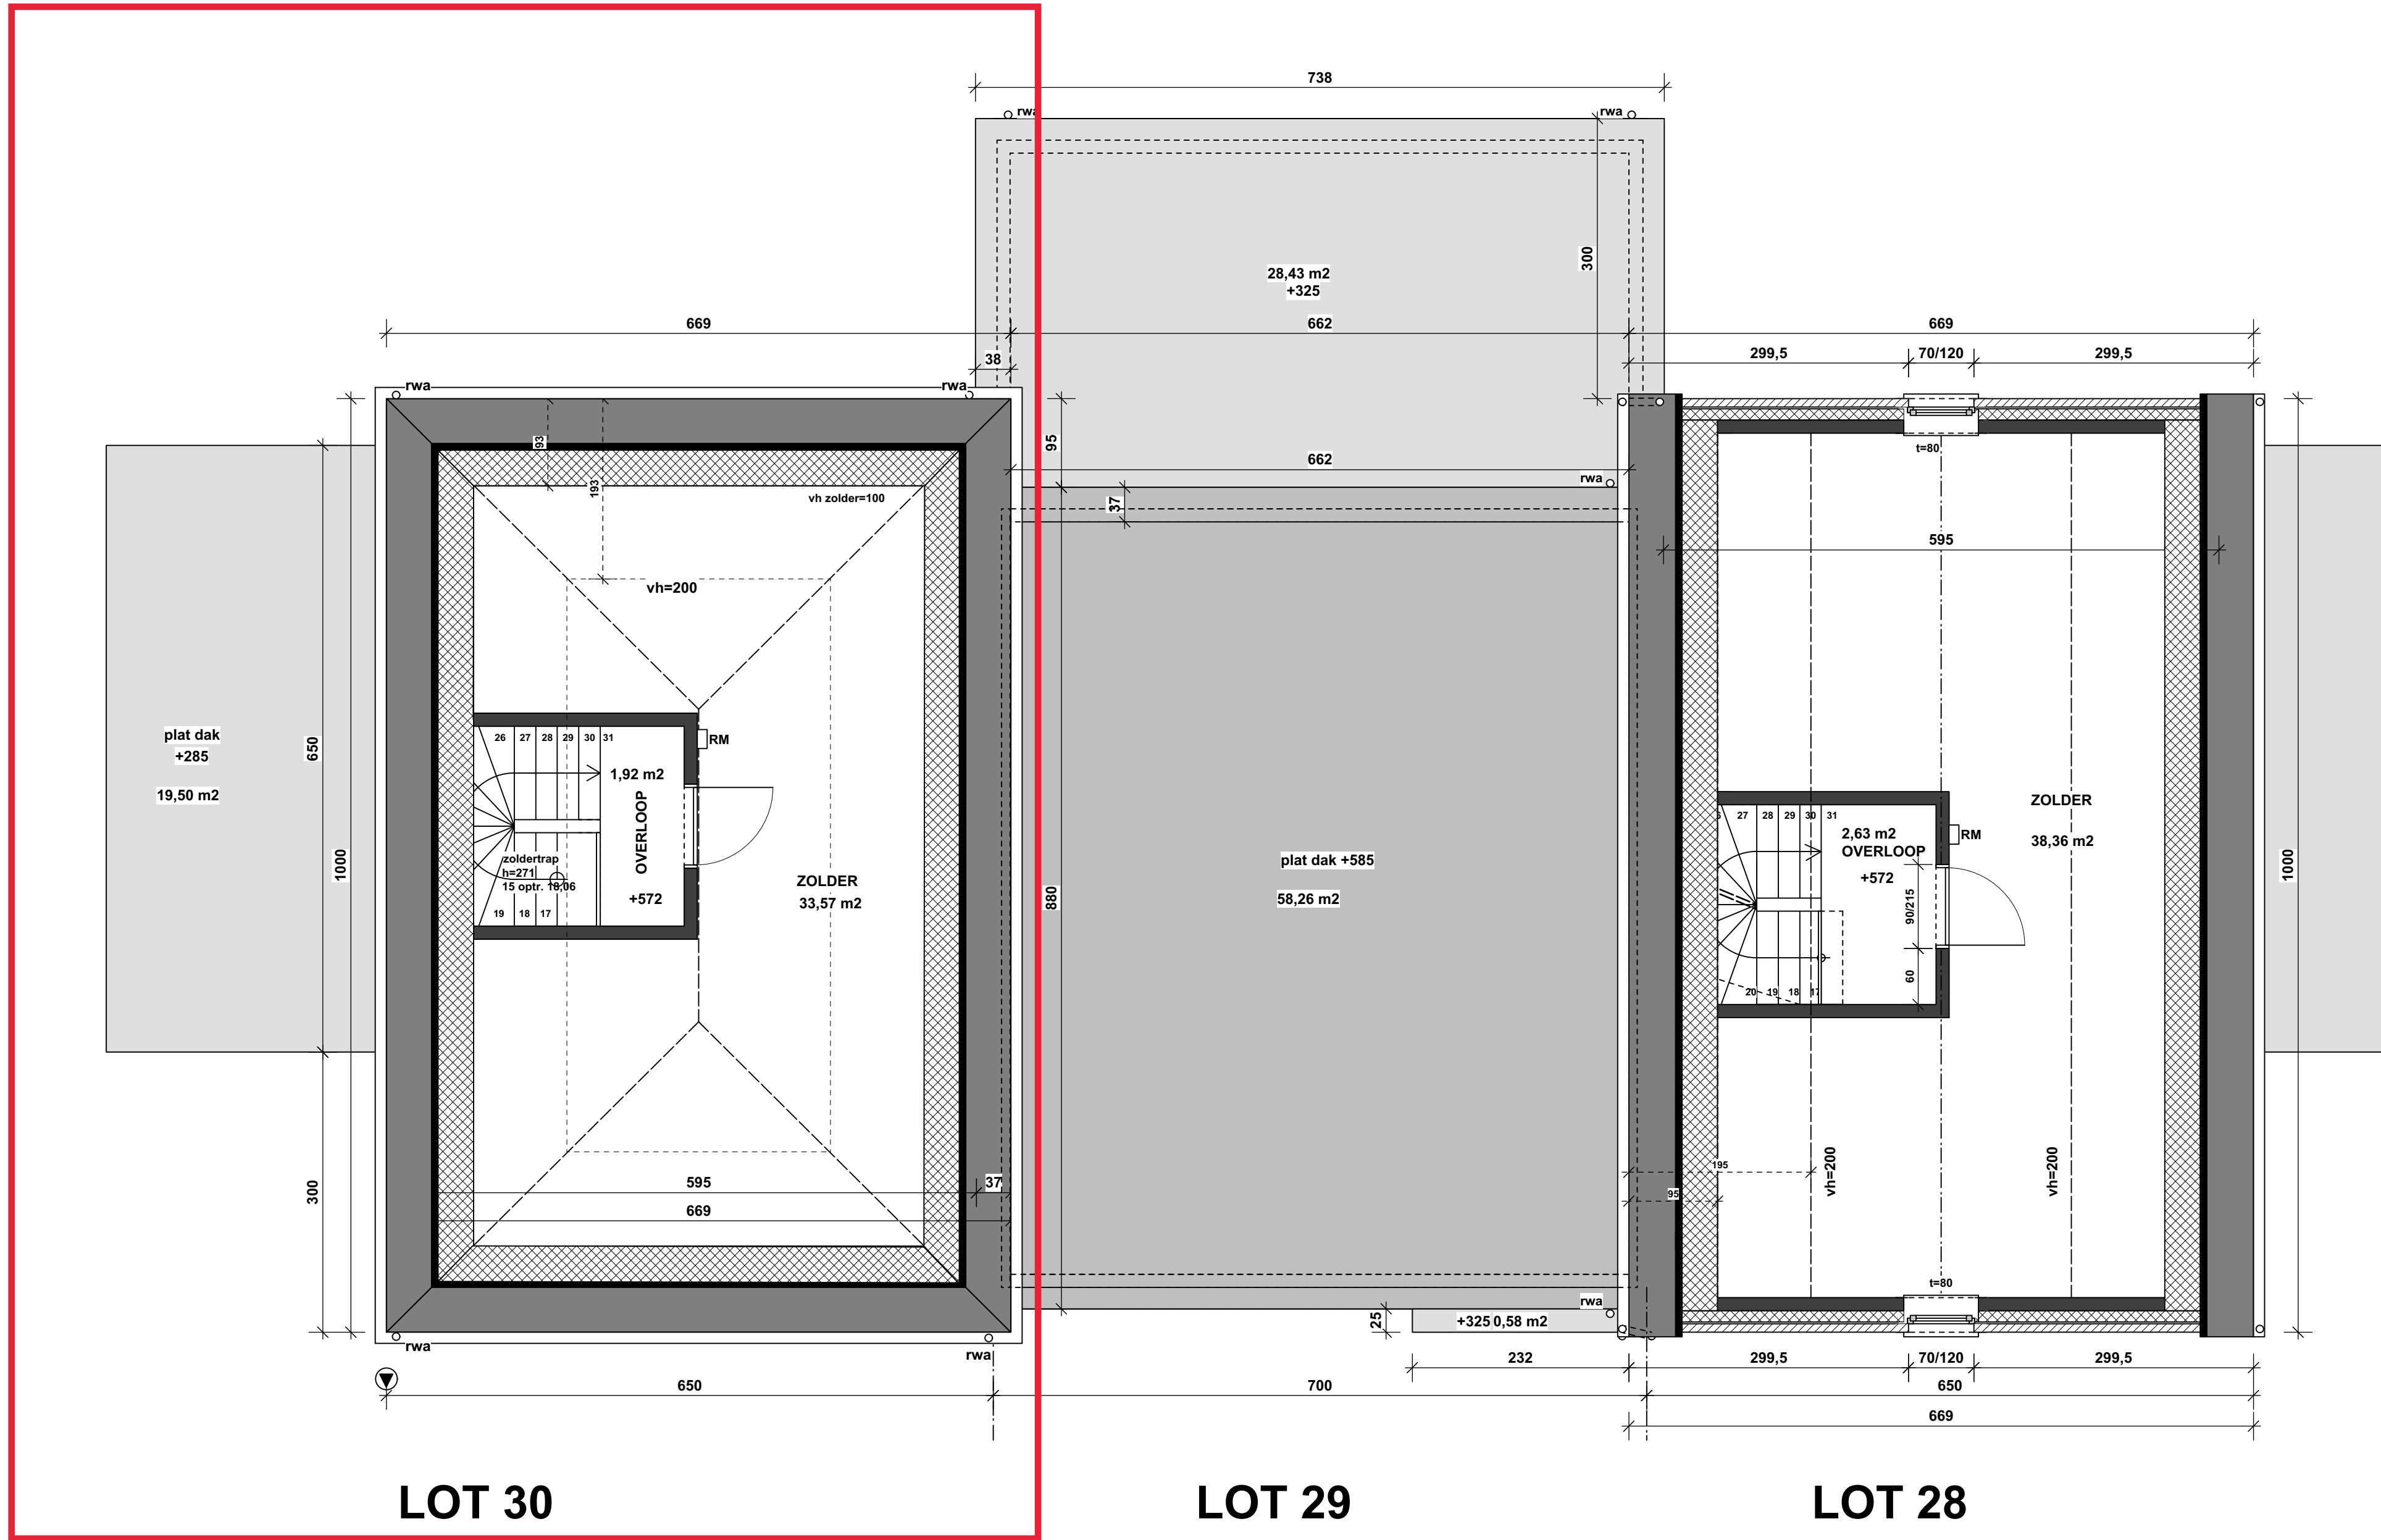 738
rwa
rwa
300
28,43 m2
+325
669
662
669
38
299,5
70/120
299,5
rwa
rwa
93
193
95
662
rwa
37
t=80
vh zolder=100
595
vh=200
plat dak
+285
19,50 m2
650
1000
300
26
27
28
29
30
31
RM
1,92 m2
OVERLOOP
zoldertrap
h=271
15 optr. 18,06
+572
19
18
17
ZOLDER
33,57 m2
880
plat dak +585
58,26 m2
27
28
29
30
31
2,63 m2
OVERLOOP
+572
RM
90/215
60
20
19
18
17
ZOLDER
38,36 m2
1000
195
95
vh=200
vh=200
595
37
669
t=80
rwa
25
+325
0,58 m2
rwa
rwa
232
299,5
70/120
299,5
650
700
650
669
LOT 30
LOT 29
LOT 28